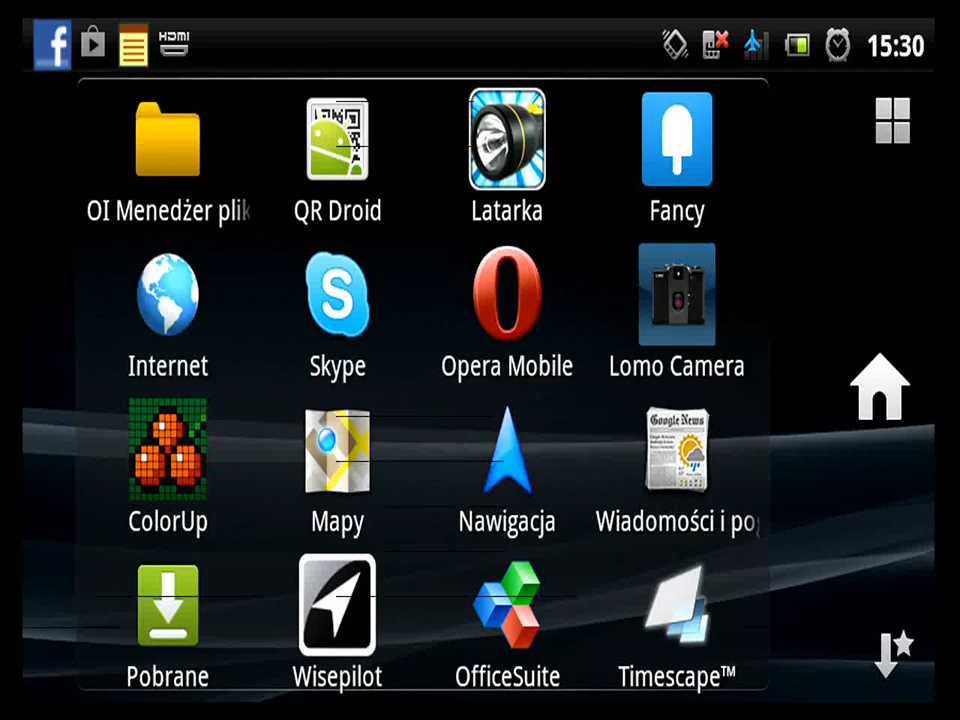 HDMI
15:30
OI Menedżer plik
QR Droid
Latarka
Fancy
Internet
Skype
Opera Mobile
Lomo Camera
Google News
ColorUp
Mapy
Nawigacja
Wiadomości i pog
Pobrane
Wisepilot
OfficeSuite
Timescape™